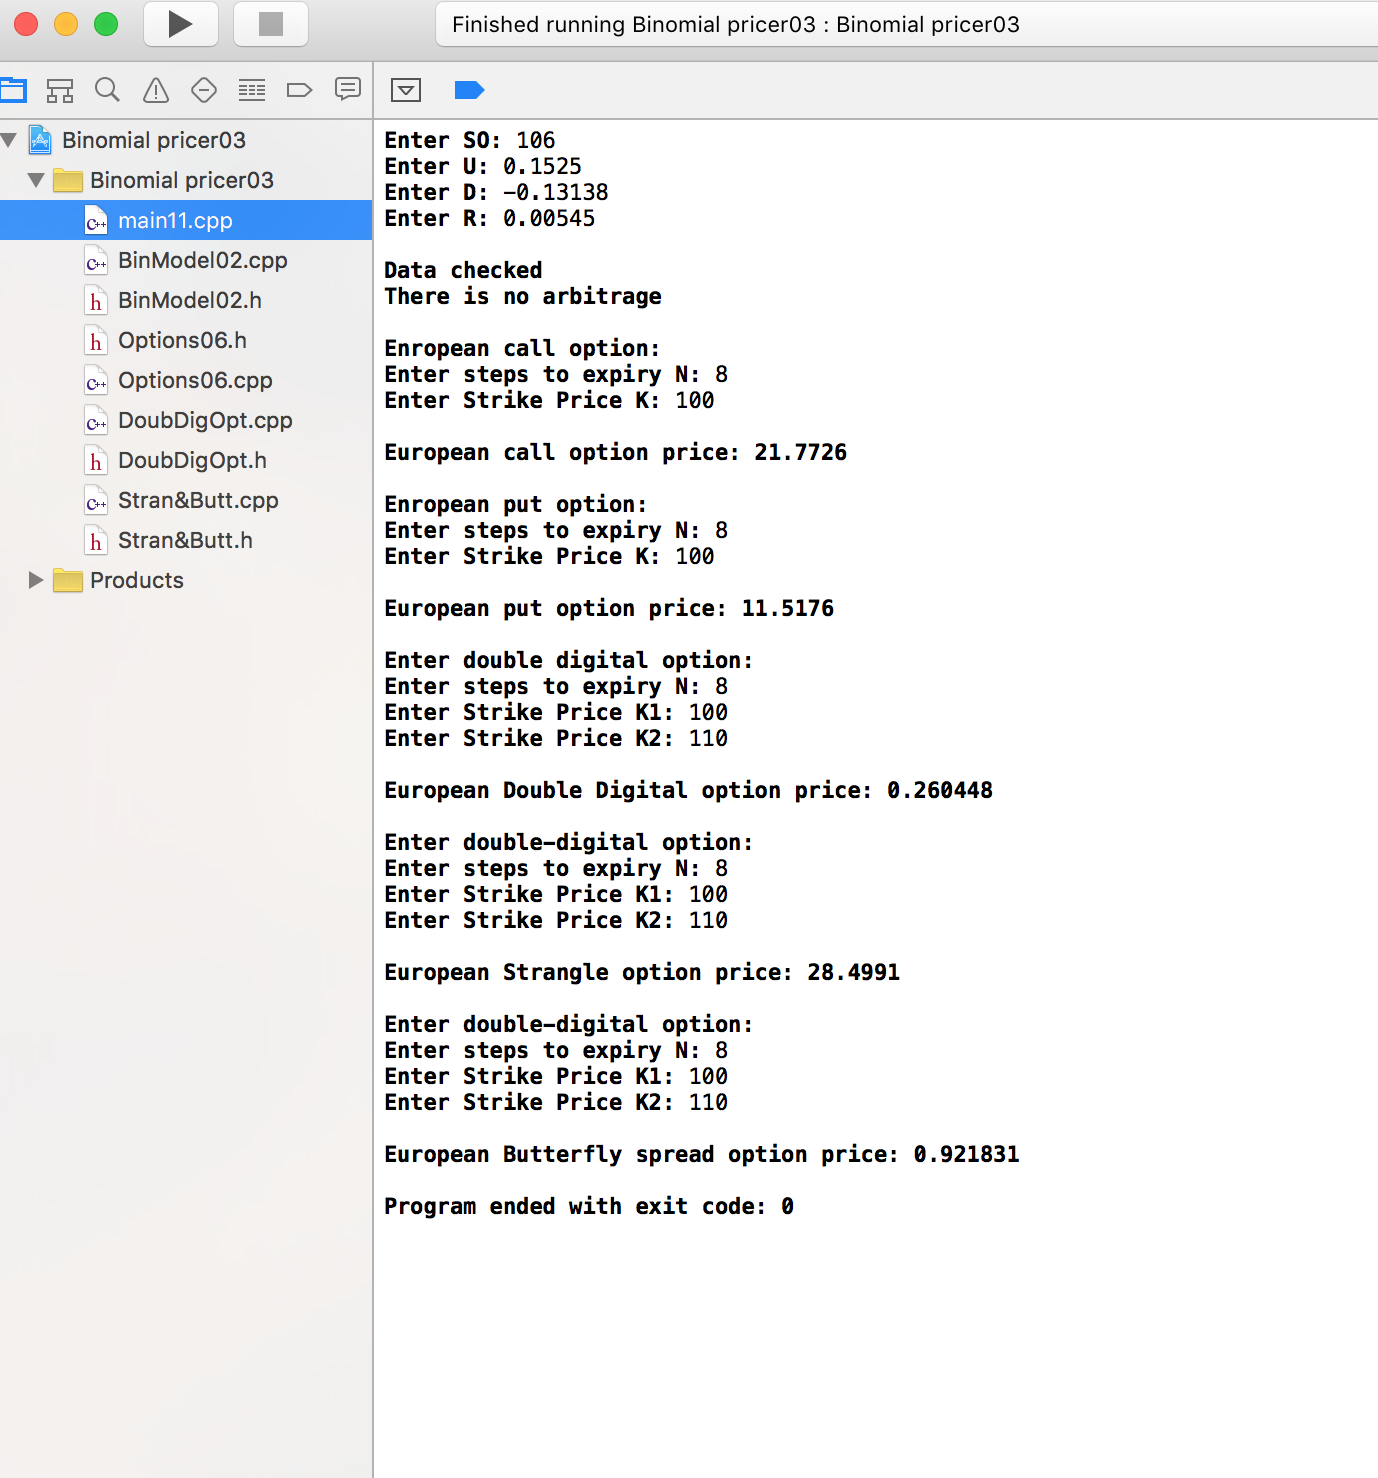 Finished running Binomial pricer03 : Binomial pricer03
Binomial pricer03
Binomial pricer03
main11.cpp
BinModel02.cpp
BinModel02.h
Options06.h
Options06.cpp
DoubDigOpt.cpp
DoubDigOpt.h
Stran&Butt.cpp
Stran&Butt.h
Products
Enter SO: 106
Enter U: 0.1525
Enter D: -0.13138
Enter R: 0.00545
Data checked
There is no arbitrage
Enropean call option:
Enter steps to expiry N: 8
Enter Strike Price K: 100
European call option price: 21.7726
Enropean put option:
Enter steps to expiry N: 8
Enter Strike Price K: 100
European put option price: 11.5176
Enter double digital option:
Enter steps to expiry N: 8
Enter Strike Price K1: 100
Enter Strike Price K2: 110
European Double Digital option price: 0.260448
Enter double-digital option:
Enter steps to expiry N: 8
Enter Strike Price K1: 100
Enter Strike Price K2: 110
European Strangle option price: 28.4991
Enter double-digital option:
Enter steps to expiry N: 8
Enter Strike Price K1: 100
Enter Strike Price K2: 110
European Butterfly spread option price: 0.921831
Program ended with exit code: 0